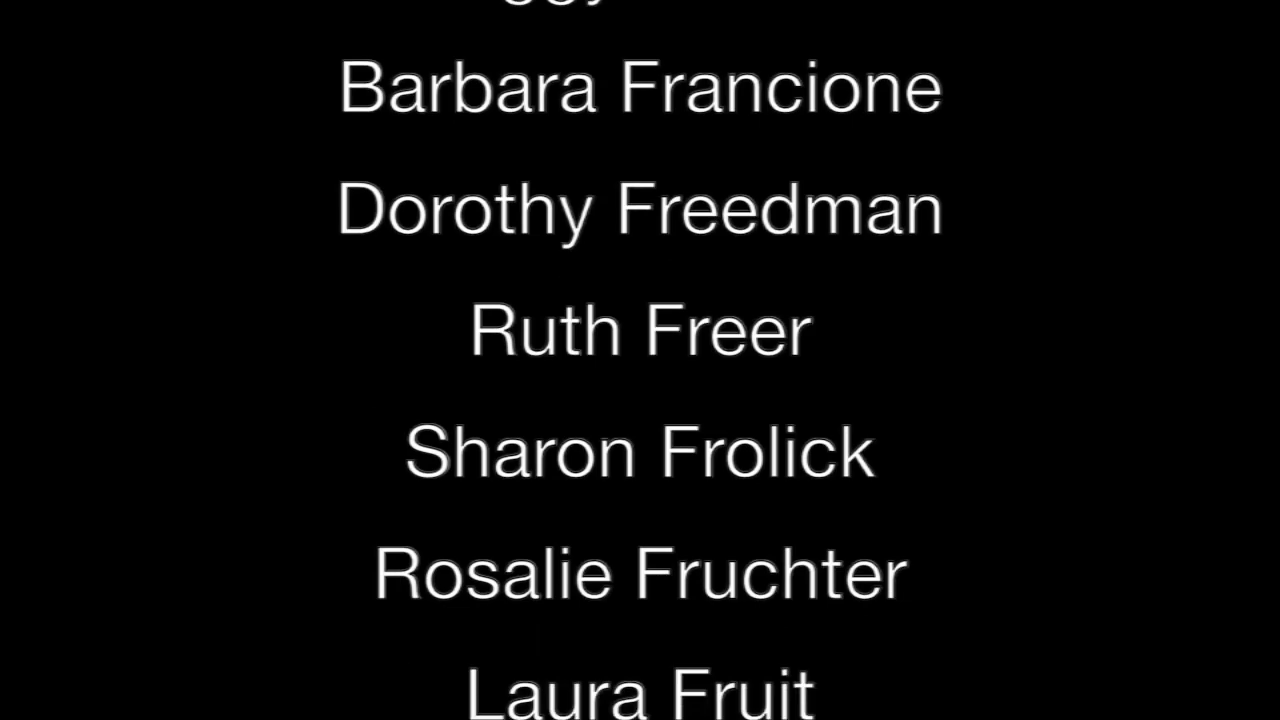 Barbara Francione
Dorothy Freedman
Ruth Freer
Sharon Frolick
Rosalie Fruchter
Laura Fruit